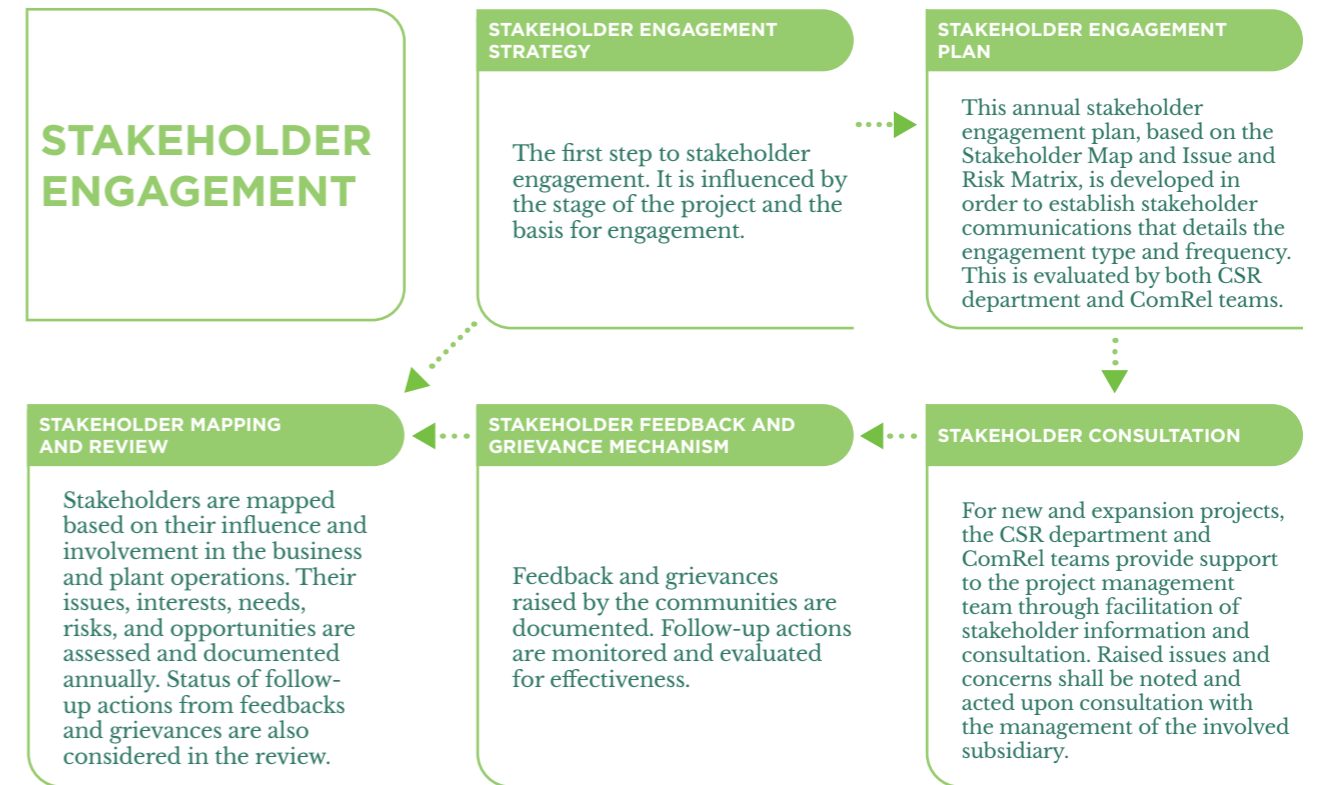 STAKEHOLDER
ENGAGEMENT
STAKEHOLDER ENGAGEMENT
STRATEGY
The first step to stakeholder
engagement. It is influenced by
the stage of the project and the
basis for engagement.
STAKEHOLDER ENGAGEMENT
PLAN
This annual stakeholder
engagement plan, based on the
Stakeholder Map and Issue and
Risk Matrix, is developed in
order to establish stakeholder
communications that details the
engagement type and frequency.
This is evaluated by both CSR
department and ComRel teams.
STAKEHOLDER MAPPING
AND REVIEW
Stakeholders are mapped
based on their influence and
involvement in the business
and plant operations. Their
issues, interests, needs,
risks, and opportunities are
assessed and documented
annually. Status of follow-
up actions from feedbacks
and grievances are also
considered in the review.
STAKEHOLDER FEEDBACK AND
GRIEVANCE MECHANISM
Feedback and grievances
raised by the communities are
documented. Follow-up actions
are monitored and evaluated
for effectiveness.
STAKEHOLDER CONSULTATION
For new and expansion projects,
the CSR department and
ComRel teams provide support
to the project management
team through facilitation of
stakeholder information and
consultation. Raised issues and
concerns shall be noted and
acted upon consultation with
the management of the involved
subsidiary.